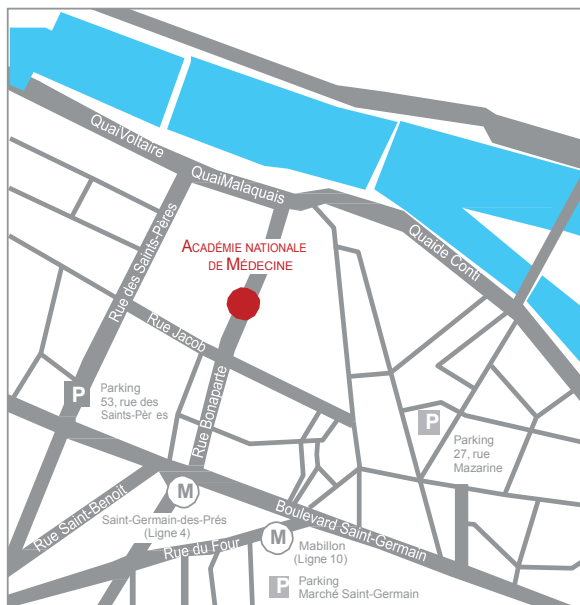 QuaiVoltaire
QuaiMalaquais
Quaide Conti
Rue des Saints-Pères
ACADÉMIE NATIONALE
DE MÉDECINE
Rue Jacob
Rue Bonaparte
P
Parking
53, rue des
Saints-Pèr es
P
Parking
27, rue
Mazarine
Rue Saint-Benoit
M
Saint-Germain-des-Prés
(Ligne 4)
Boulevard Saint-Germain
Rue du Four
M
Mabillon
(Ligne 10)
P
Parking
Marché Saint-Germain